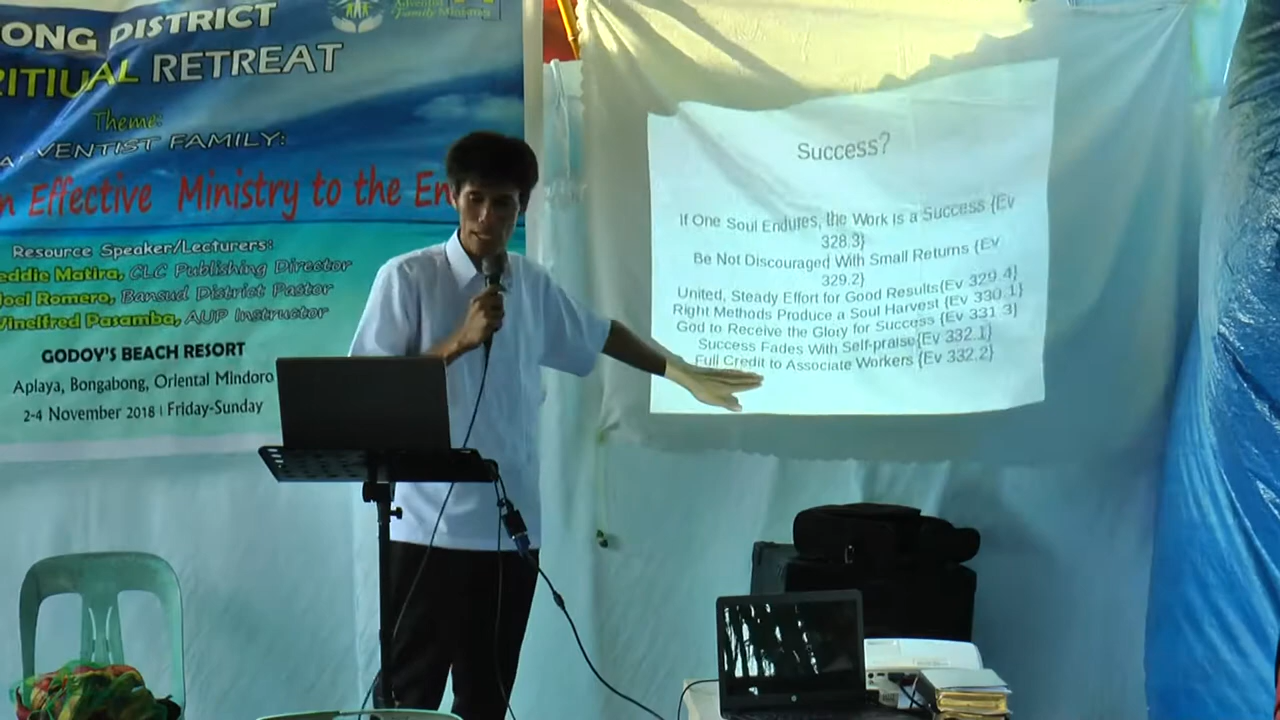 ONG DISTRICT
RITIUAL RETREAT
Theme:
VENTIST FAMILY:
n Effective Ministry to the En
Resource Speaker/Lecturers:
eddie Matira, CLC Publishing Director
Joel Romero, Bansud District Pastor
Winelfred Pasamba, AUP Instructor
GODOY'S BEACH RESORT
Aplaya, Bongabong, Oriental Mindoro
2-4 November 2018 | Friday-Sunday
Adventist
Family Ministries
Success?
If One Soul Endures, the Work Is a Success {Ev
328.3}
Be Not Discouraged With Small Returns {Ev
329.2}
United, Steady Effort for Good Results{Ev 329.4}
Right Methods Produce a Soul Harvest {Ev 330.1}
God to Receive the Glory for Success {Ev 331.3}
Success Fades With Self-praise{Ev 332.1}
Full Credit to Associate Workers {Ev 332.2}